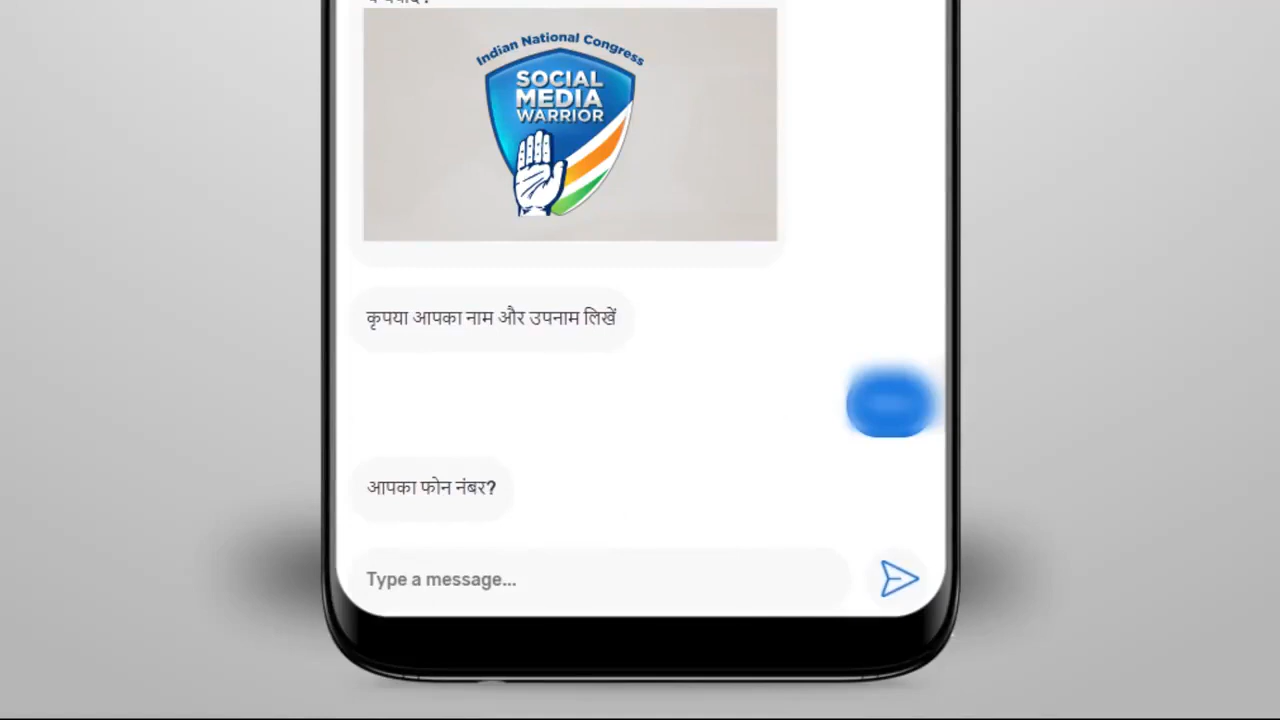 Indian National Congress
SOCIAL
MEDIA
WARRIOR
कृपया आपका नाम और उपनाम लिखें
आपका फोन नंबर?
Type a message...